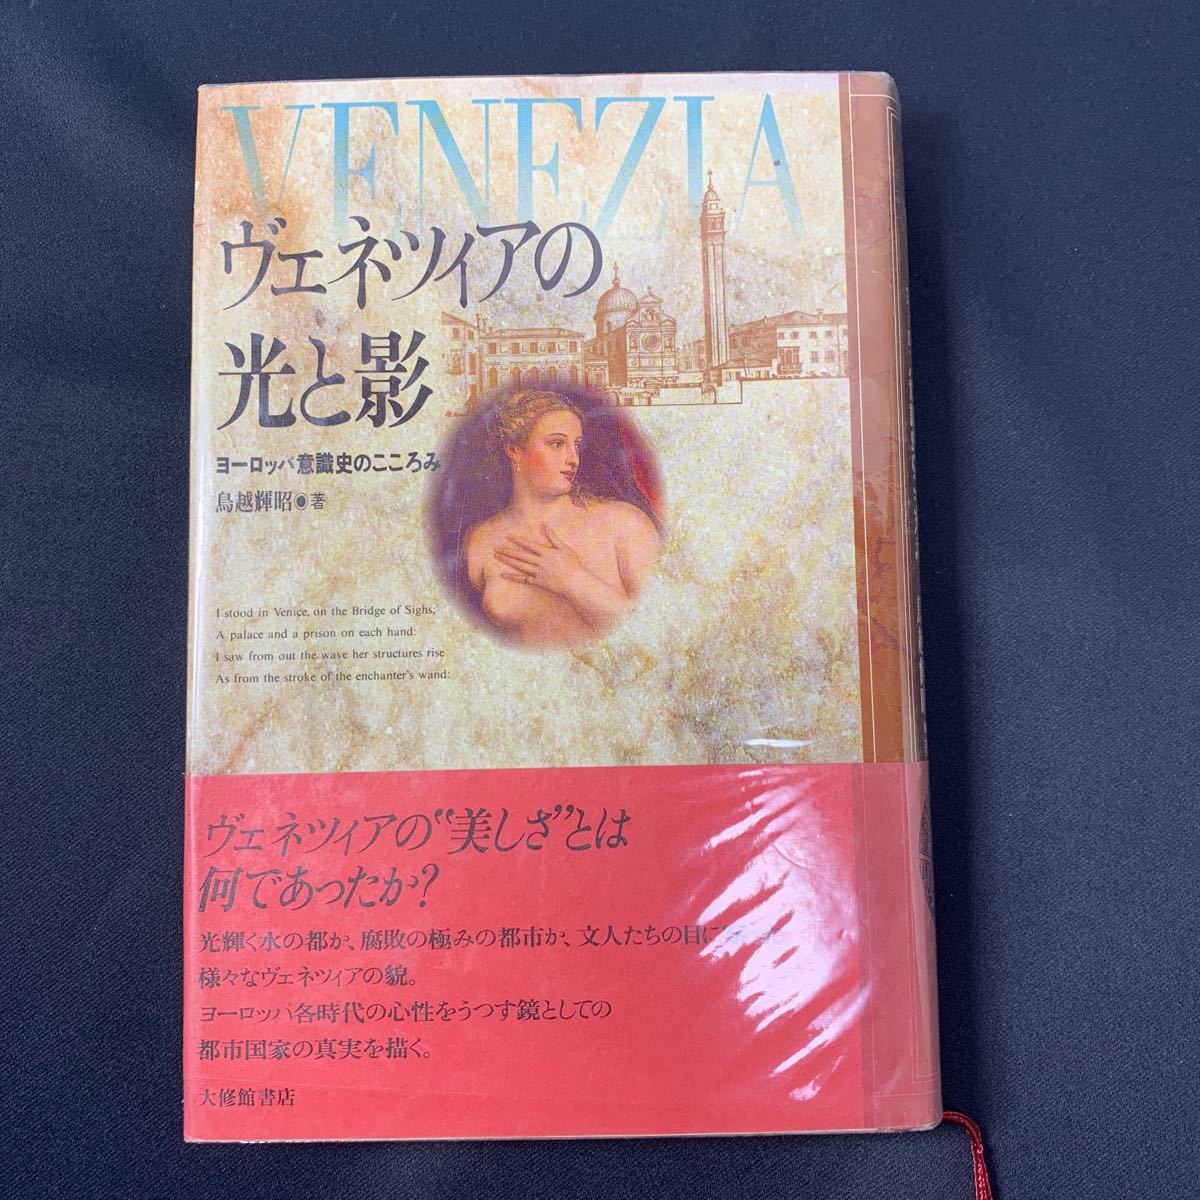 VENEZIA
ヴェネツィアの
光と影
ヨーロッパ意識史のこころみ
鳥越輝昭◉著
I stood in Venice, on the Bridge of Sighs;
A palace and a prison on each hand:
I saw from out the wave her structures rise
As from the stroke of the enchanter's wand:
ヴェネツィアの“美しさ”とは
何であったか?
光輝く水の都か、腐敗の極みの都市か、文人たちの目に
様々なヴェネツィアの貌。
ヨーロッパ各時代の心性をうつす鏡としての
都市国家の真実を描く。
大修館書店